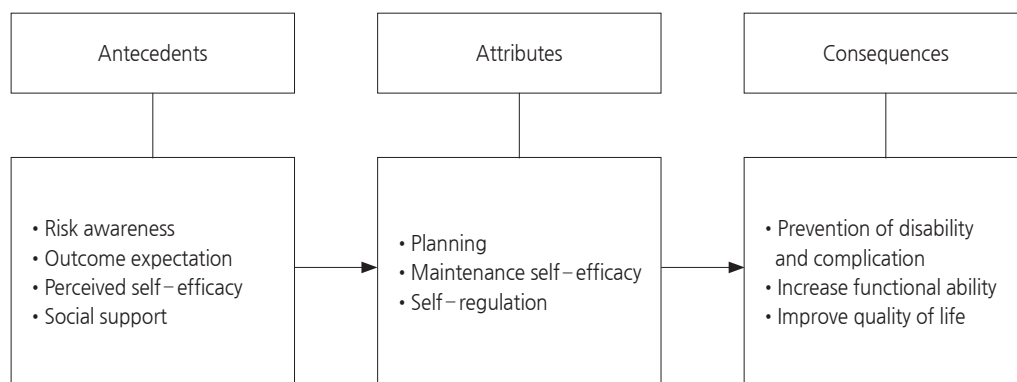 Antecedents
Attributes
Consequences
• Risk awareness
• Outcome expectation
• Perceived self−efficacy
• Social support
• Planning
• Maintenance self−efficacy
• Self−regulation
• Prevention of disability
and complication
• Increase functional ability
• Improve quality of life